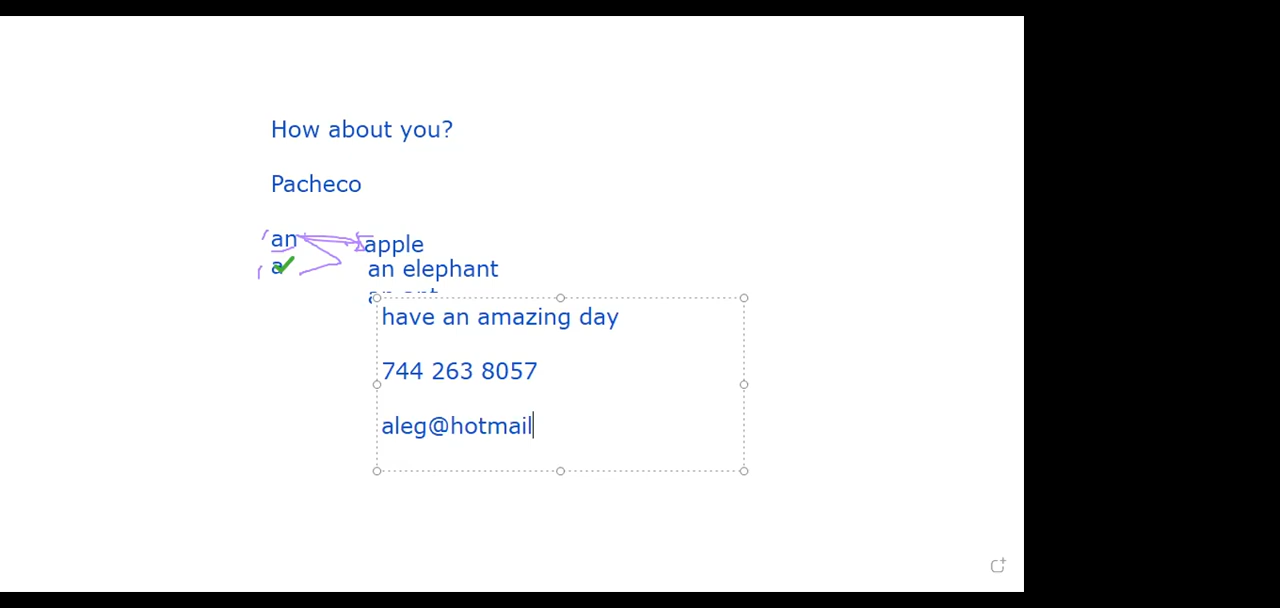 How about you?
Pacheco
an
apple
a
an elephant
have an amazing day
744 263 8057
aleg@hotmail